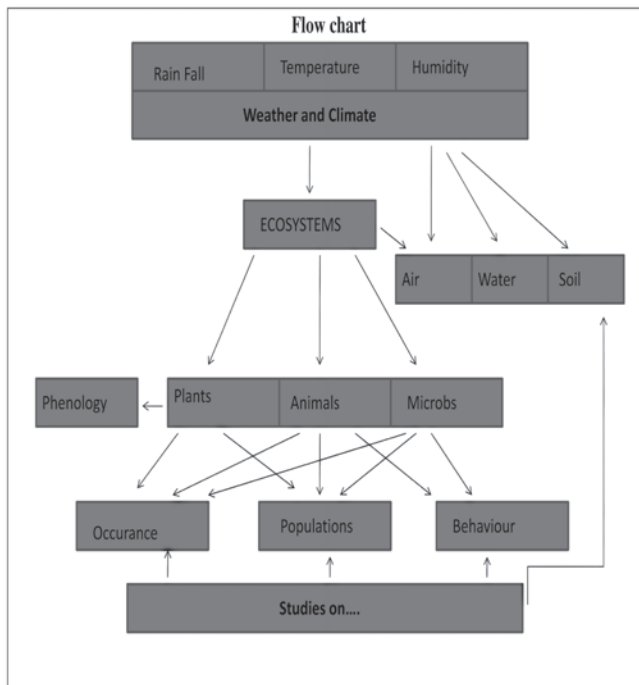 Flow chart
Rain Fall Temperature Humidity
Weather and Climate
ECOSYSTEMS
Air Water Soil
Phenology Plants Animals Microbs
Occurance Populations Behaviour
Studies on....